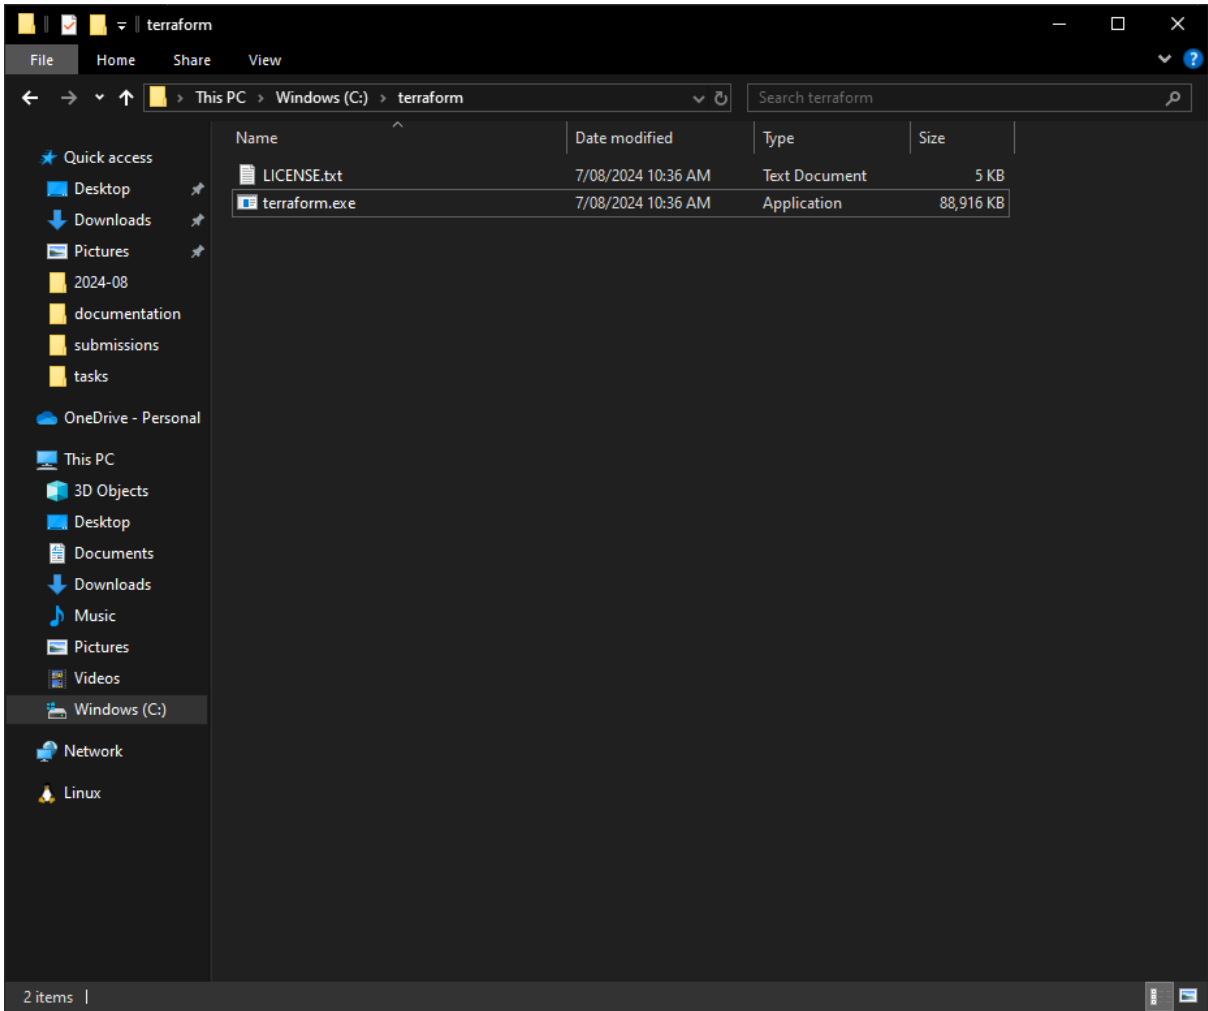 terraform
File Home Share View
This PC > Windows (C:) > terraform
Search terraform
Name Date modified Type Size
LICENSE.txt 7/08/2024 10:36 AM Text Document 5 KB
terraform.exe 7/08/2024 10:36 AM Application 88,916 KB
Quick access
Desktop
Downloads
Pictures
2024-08
documentation
submissions
tasks
OneDrive - Personal
This PC
3D Objects
Desktop
Documents
Downloads
Music
Pictures
Videos
Windows (C:)
Network
Linux
2 items